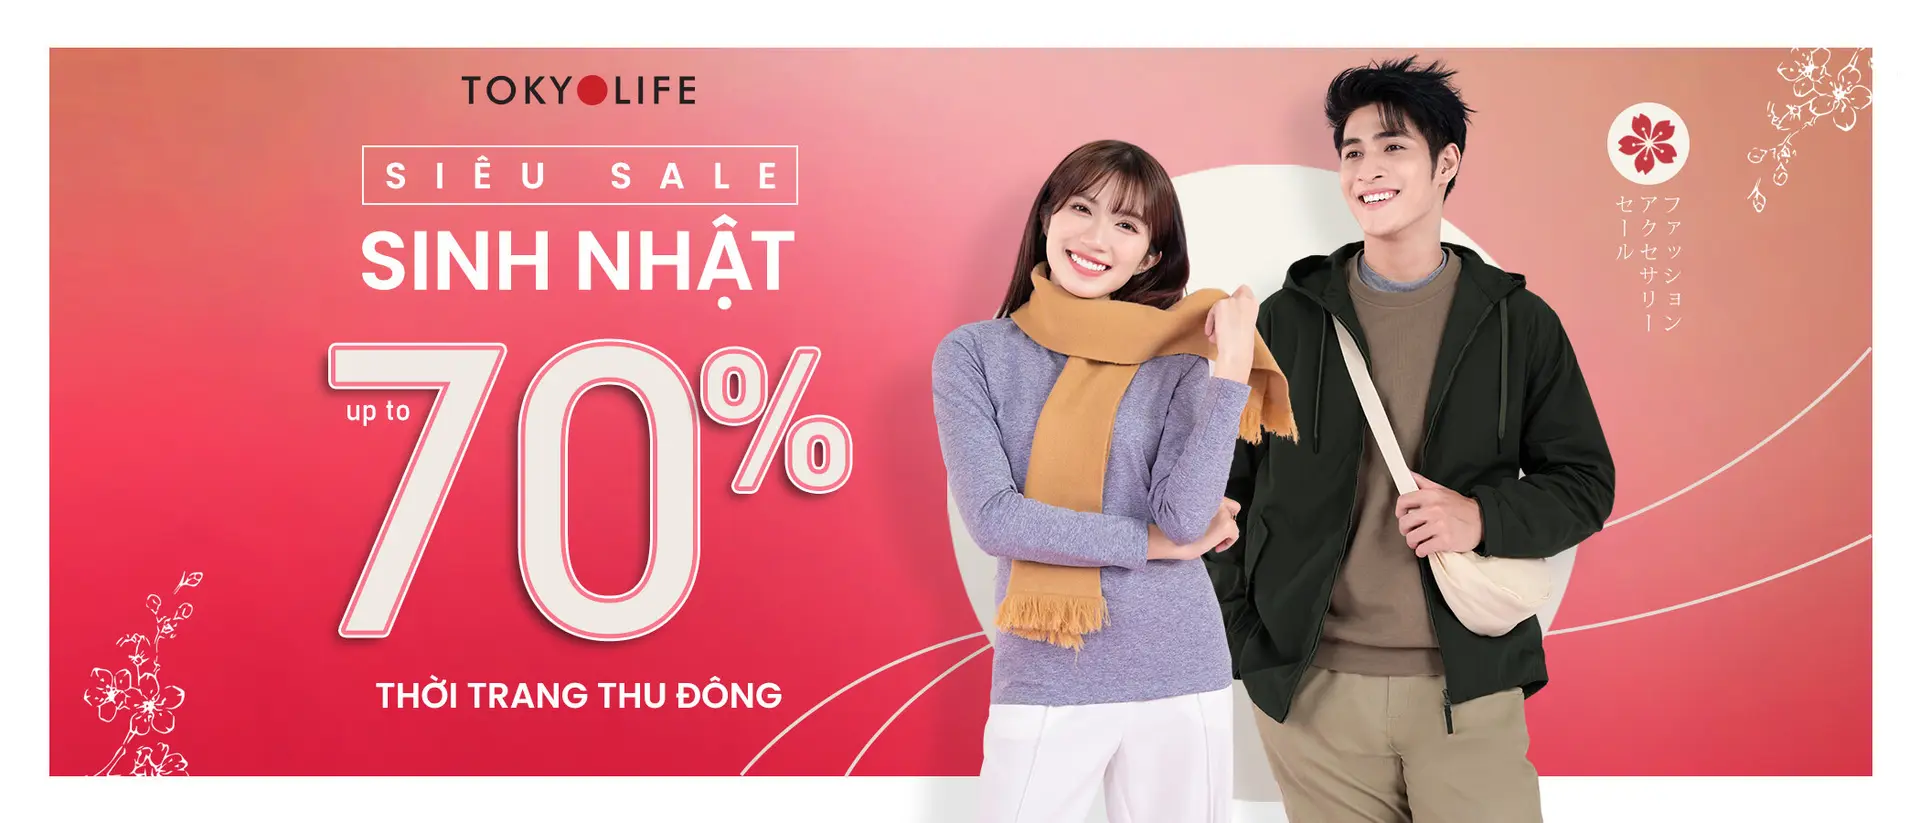 TOKYOLIFE
SIÊU SALE
SINH NHẬT
up to
70%
THỜI TRANG THU ĐÔNG
ファッション
アクセサリー
セール